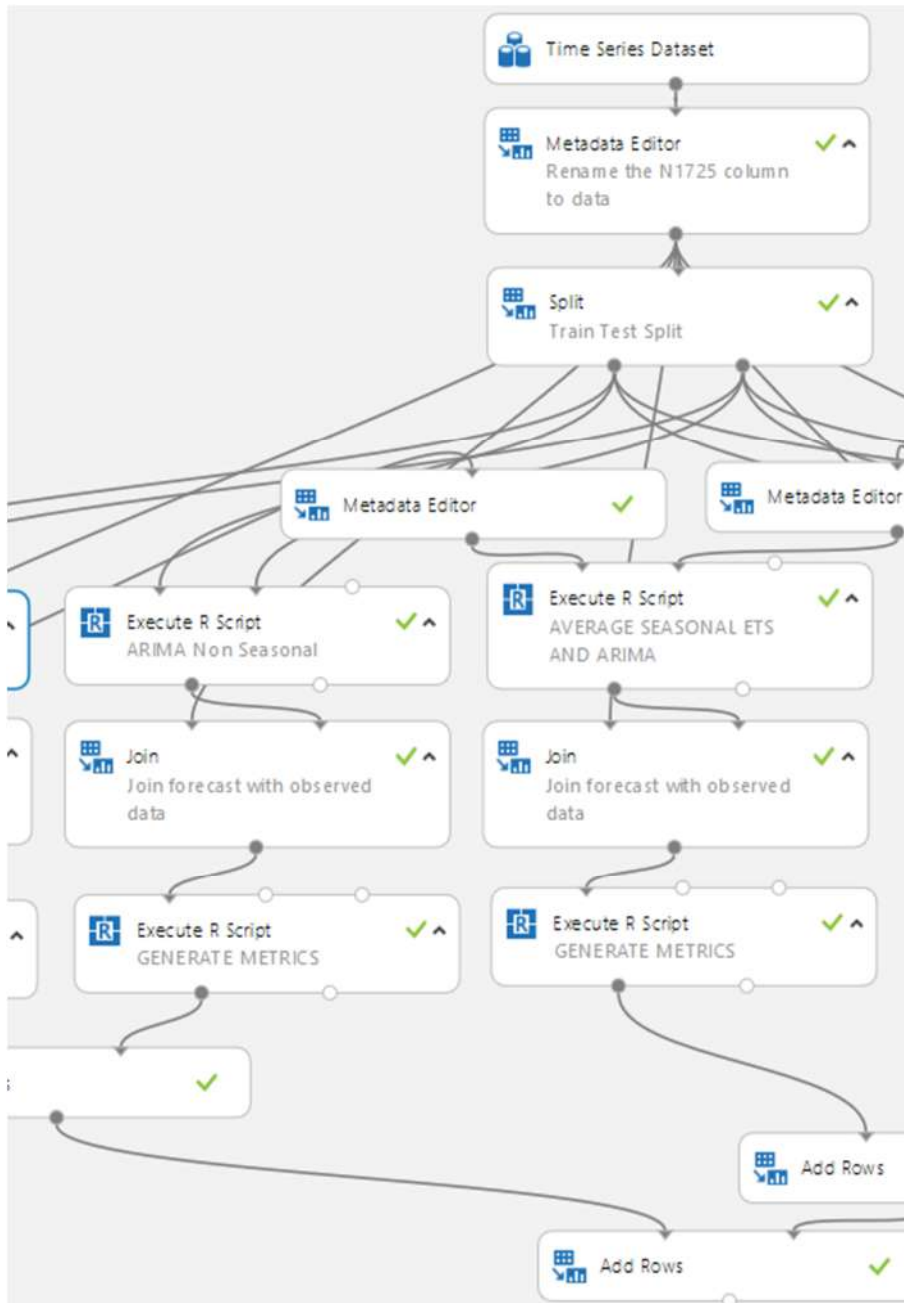 Time Series Dataset
Metadata Editor
Rename the N1725 column
to data
Split
Train Test Split
Metadata Editor
Metadata Editor
Execute R Script
ARIMA Non Seasonal
Execute R Script
AVERAGE SEASONAL ETS
AND ARIMA
Join
Join forecast with observed
data
Join
Join forecast with observed
data
Execute R Script
GENERATE METRICS
Execute R Script
GENERATE METRICS
s
Add Rows
Add Rows